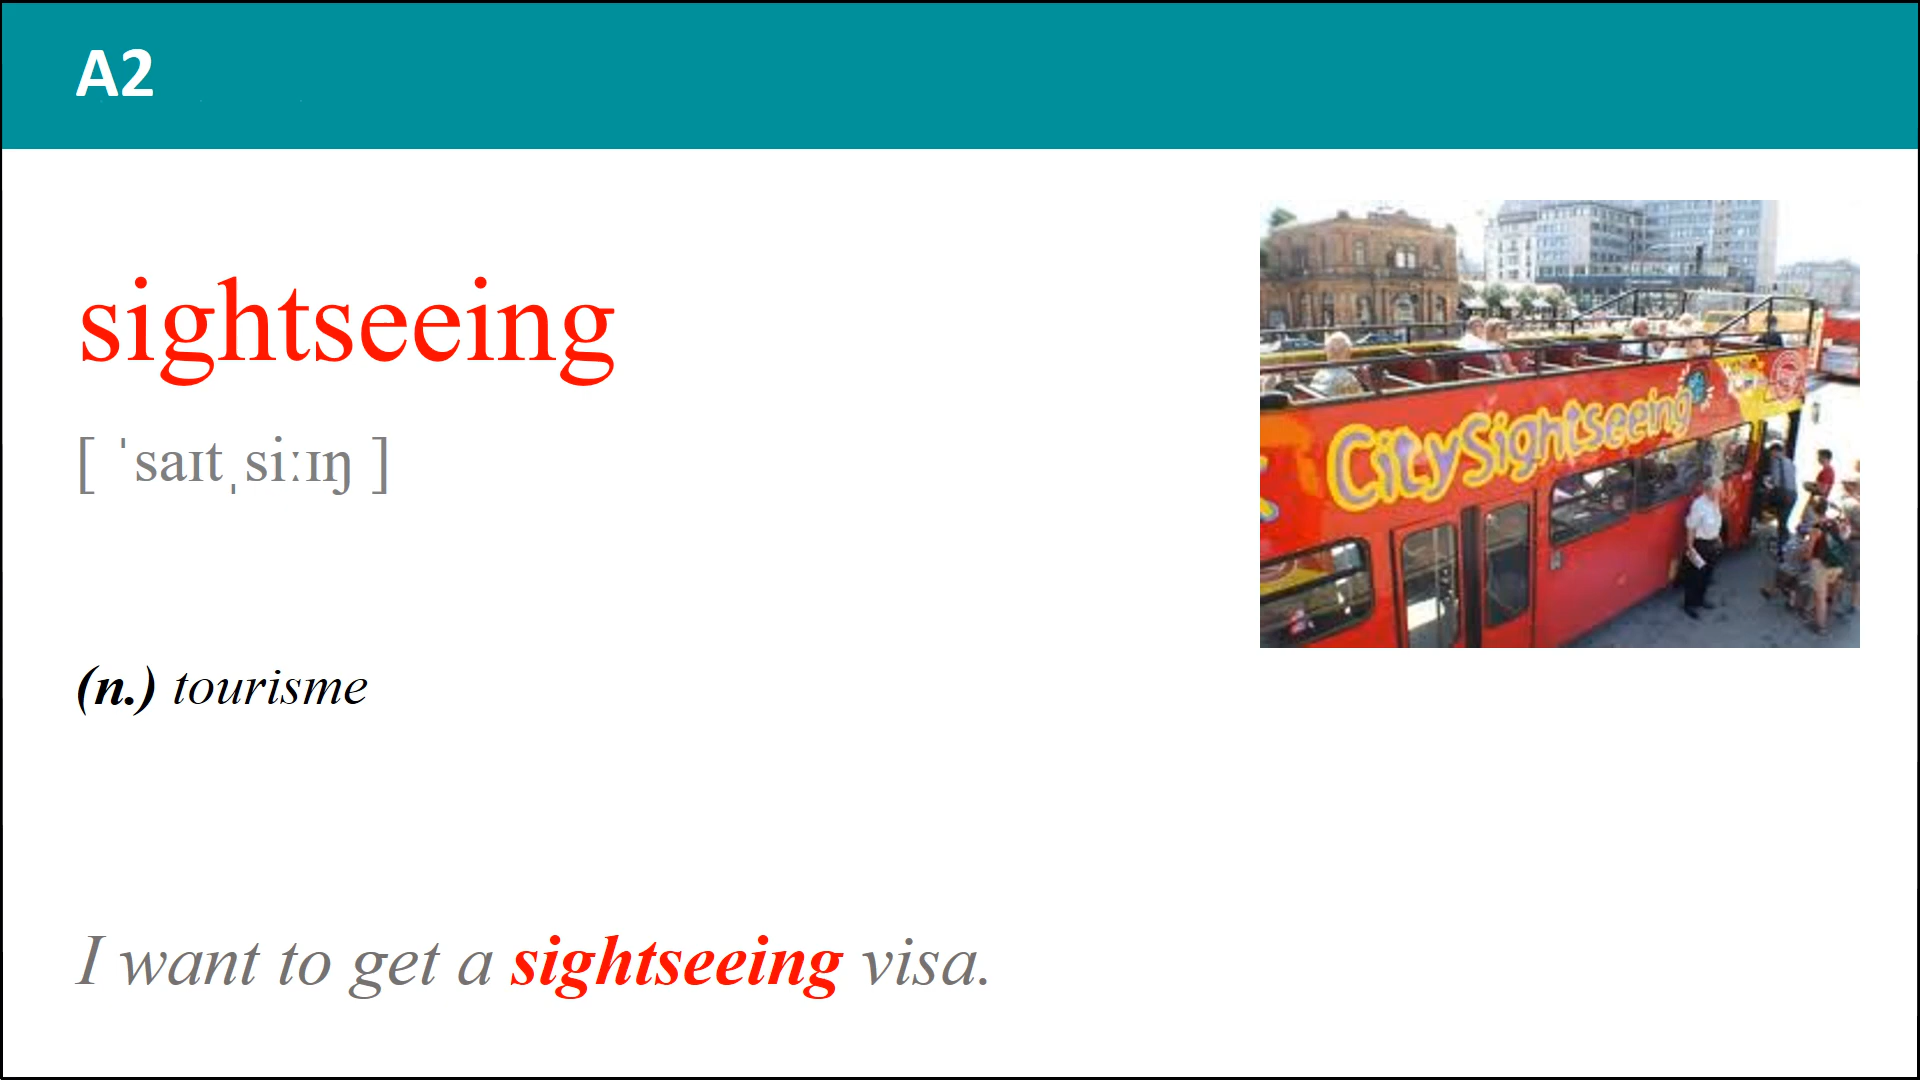 A2
sightseeing
[ ˈsaɪtˌsiːɪŋ ]
CitySightseeing
(n.) tourisme
I want to get a sightseeing visa.